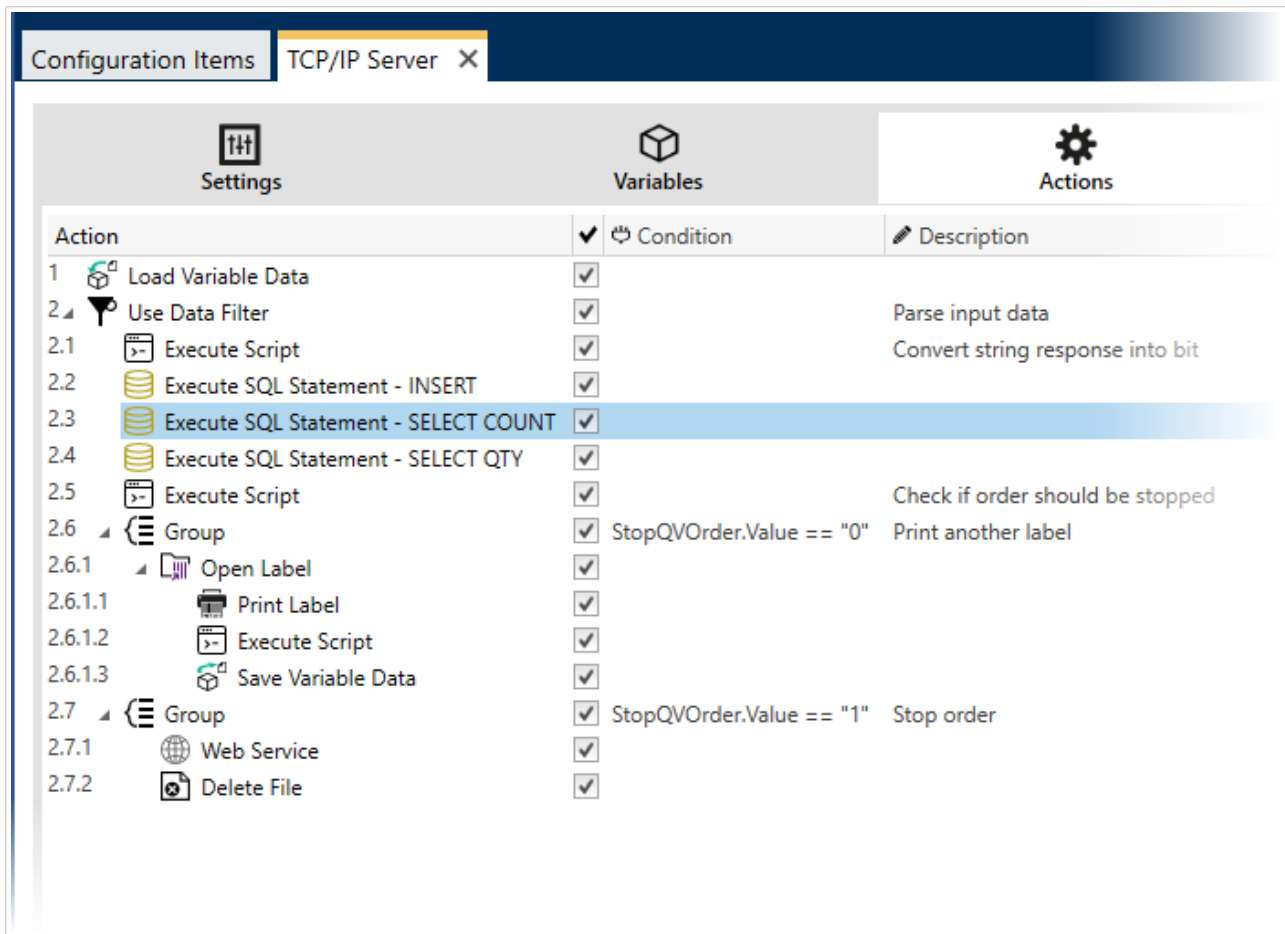 Configuration Items TCP/IP Server
Settings Variables Actions
Action Condition Description
1 Load Variable Data
2 Use Data Filter Parse input data
2.1 Execute Script Convert string response into bit
2.2 Execute SQL Statement - INSERT
2.3 Execute SQL Statement - SELECT COUNT
2.4 Execute SQL Statement - SELECT QTY
2.5 Execute Script Check if order should be stopped
2.6 Group StopQVOrder.Value == "0" Print another label
2.6.1 Open Label
2.6.1.1 Print Label
2.6.1.2 Execute Script
2.6.1.3 Save Variable Data
2.7 Group StopQVOrder.Value == "1" Stop order
2.7.1 Web Service
2.7.2 Delete File